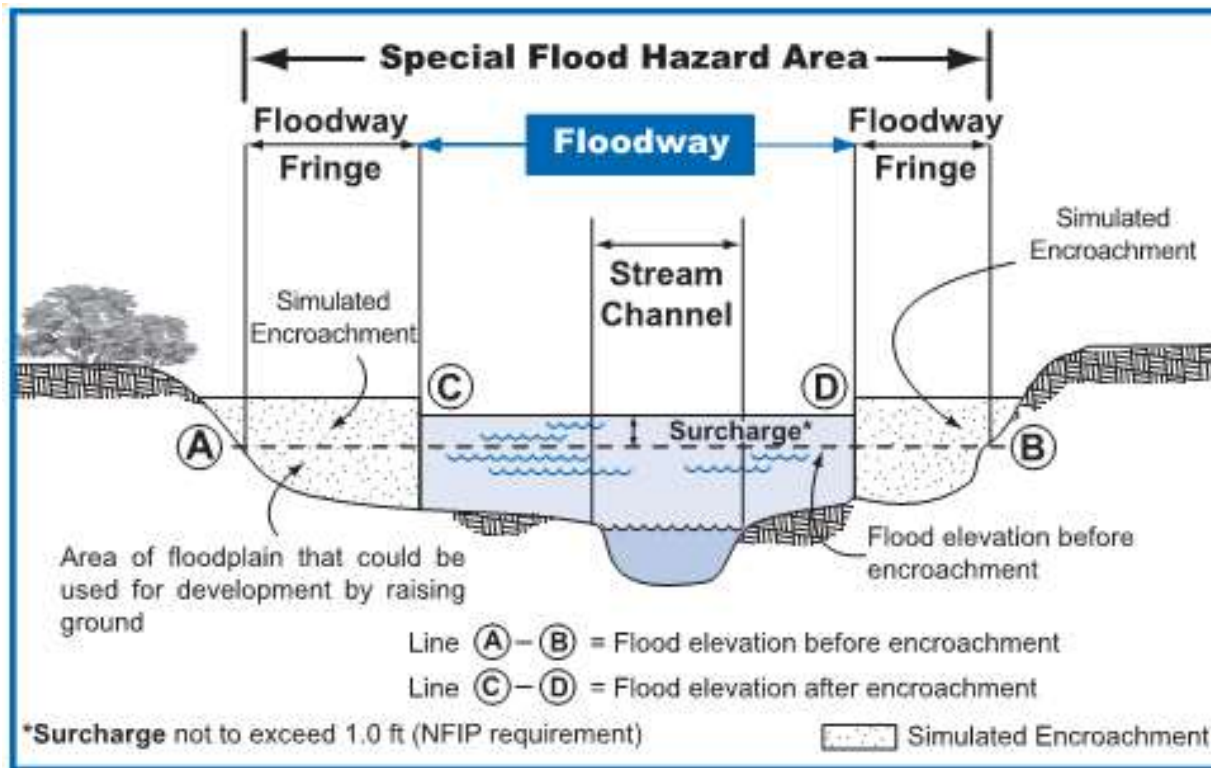 Special Flood Hazard Area
Floodway
Fringe
Floodway
Floodway
Fringe
Simulated
Encroachment
Stream
Channel
Simulated
Encroachment
C
D
A
Surcharge*
B
Area of floodplain that could be
used for development by raising
ground
Flood elevation before
encroachment
Line A – B = Flood elevation before encroachment
Line C – D = Flood elevation after encroachment
*Surcharge not to exceed 1.0 ft (NFIP requirement)
Simulated Encroachment